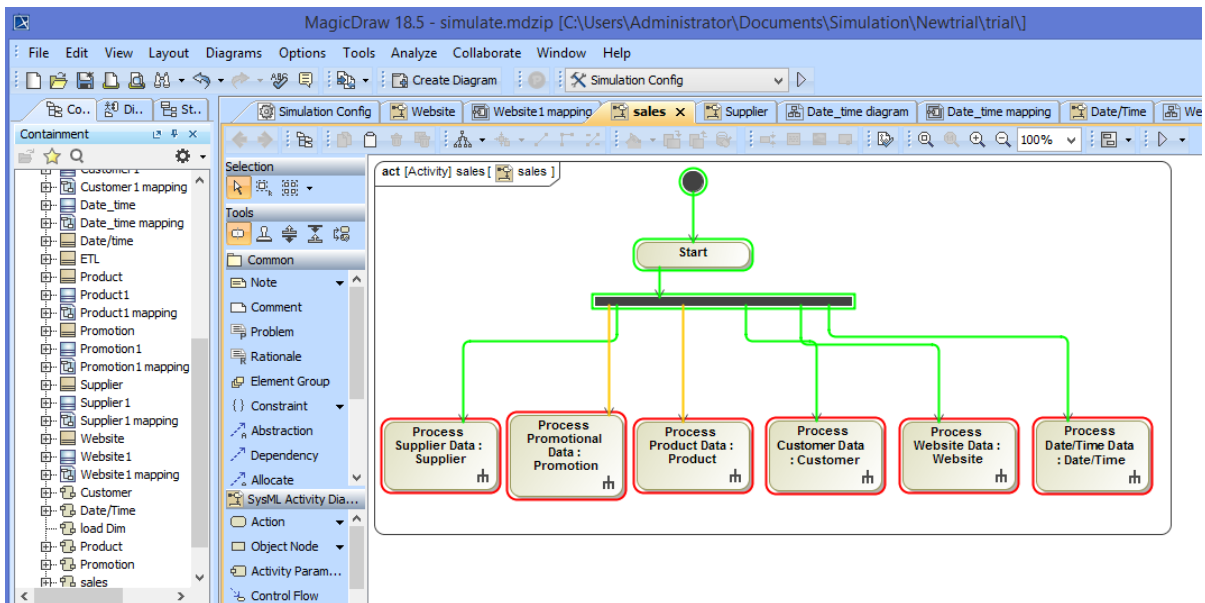 MagicDraw 18.5 - simulate.mdzip [C:\Users\Administrator\Documents\Simulation\Newtrial\trial\]
File Edit View Layout Diagrams Options Tools Analyze Collaborate Window Help
Create Diagram Simulation Config
Co.. Di.. St..
Simulation Config Website Website1 mapping sales Supplier Date_time diagram Date_time mapping Date/Time We
Containment
100%
Customer1
Customer1 mapping
Date_time
Date_time mapping
Date/time
ETL
Product
Product1
Product1 mapping
Promotion
Promotion1
Promotion1 mapping
Supplier
Supplier1
Supplier1 mapping
Website
Website1
Website1 mapping
Customer
Date/Time
load Dim
Product
Promotion
sales
Selection
Tools
Common
Note
Comment
Problem
Rationale
Element Group
{} Constraint
Abstraction
Dependency
Allocate
SysML Activity Dia...
Action
Object Node
Activity Param...
Control Flow
act [Activity] sales [ sales ]
Start
Process
Supplier Data :
Supplier
Process
Promotional
Data :
Promotion
Process
Product Data :
Product
Process
Customer Data
: Customer
Process
Website Data :
Website
Process
Date/Time Data
: Date/Time